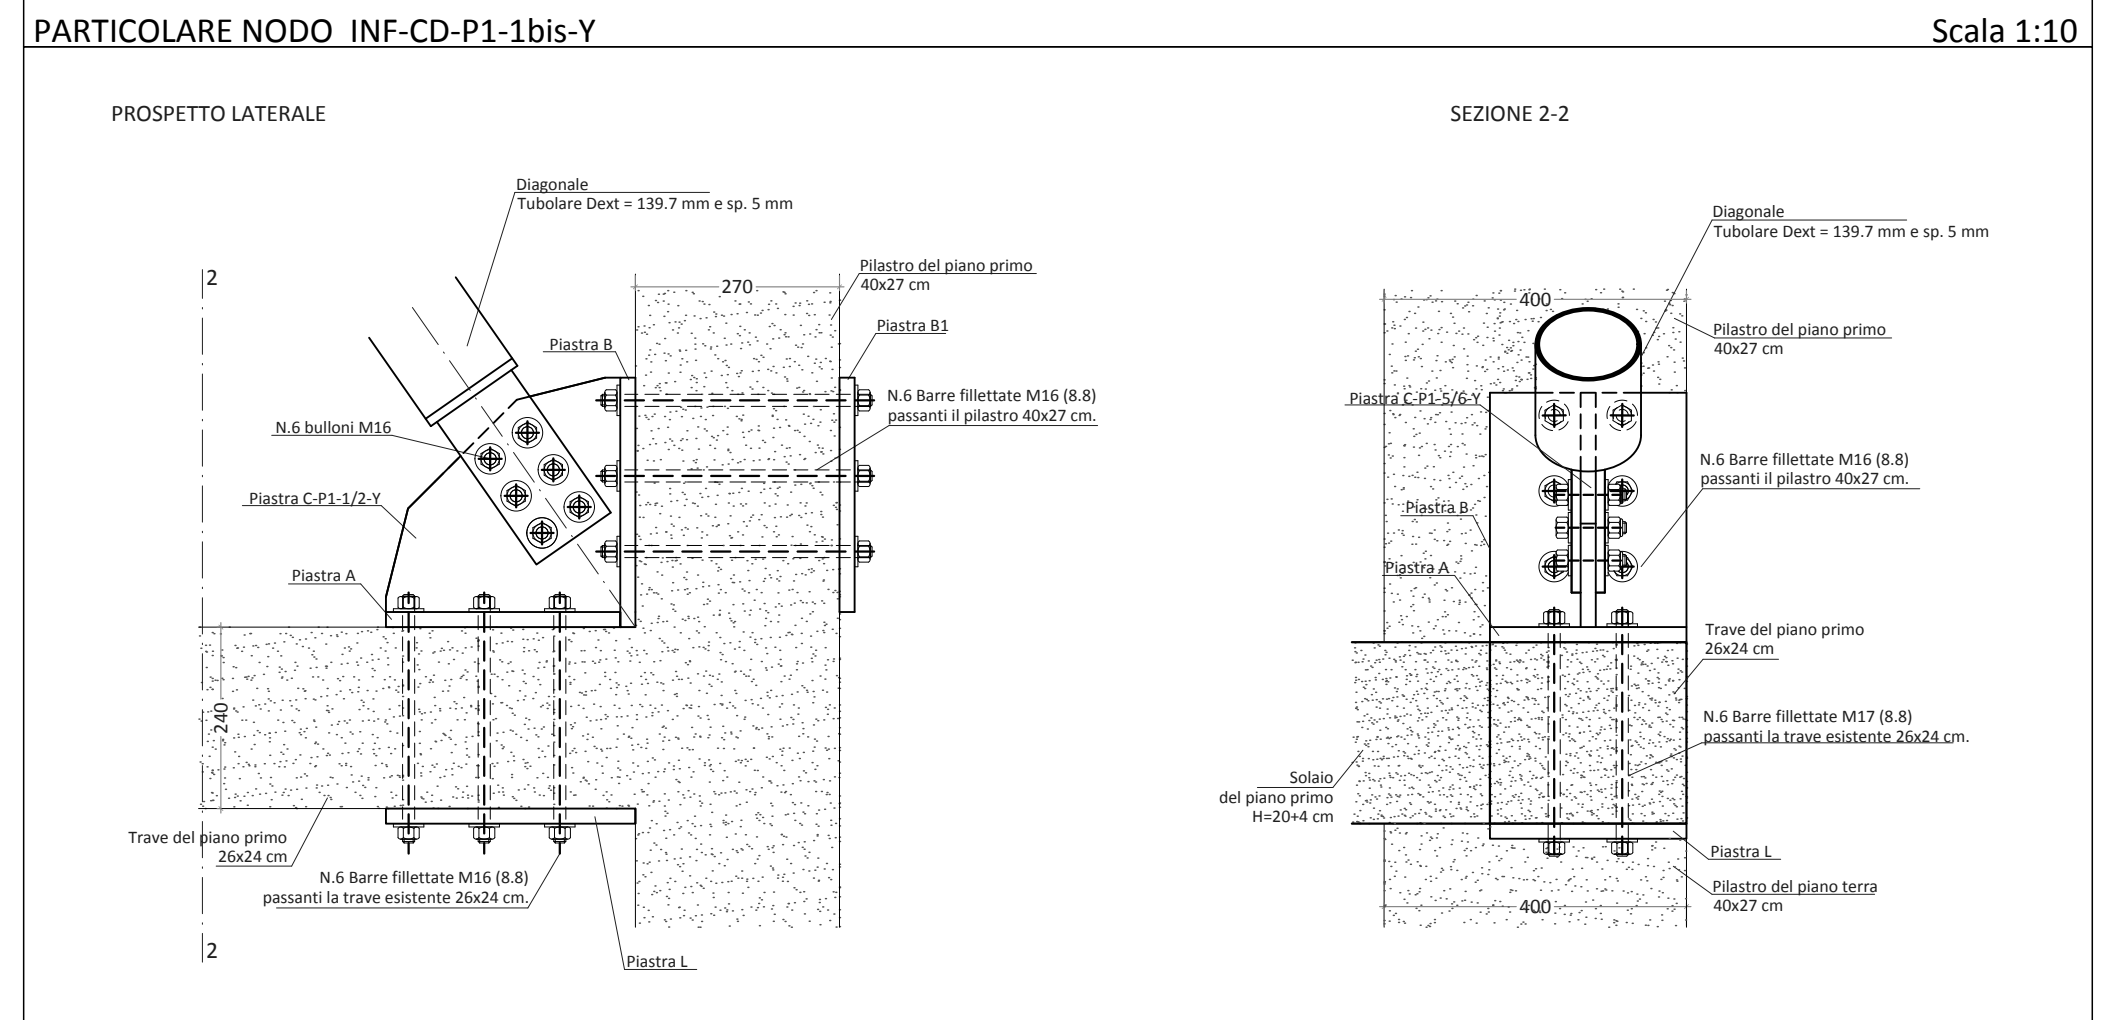 PARTICOLARE NODO  INF-CD-P1-1bis-Y
Scala 1:10
PROSPETTO LATERALE
Diagonale
Tubolare Dext = 139.7 mm e sp. 5 mm
2
270
Pilastro del piano primo
40x27 cm
Piastra B1
Piastra B
N.6 Barre fillettate M16 (8.8)
passanti il pilastro 40x27 cm.
N.6 bulloni M16
Piastra C-P1-1/2-Y
Piastra A
240
Trave del piano primo
26x24 cm
N.6 Barre fillettate M16 (8.8)
passanti la trave esistente 26x24 cm.
2
Piastra L
SEZIONE 2-2
Diagonale
Tubolare Dext = 139.7 mm e sp. 5 mm
400
Pilastro del piano primo
40x27 cm
Piastra C-P1-5/6-Y
N.6 Barre fillettate M16 (8.8)
passanti il pilastro 40x27 cm.
Piastra B
Piastra A
Trave del piano primo
26x24 cm
N.6 Barre fillettate M17 (8.8)
passanti la trave esistente 26x24 cm.
Solaio
del piano primo
H=20+4 cm
Piastra L
Pilastro del piano terra
40x27 cm
400